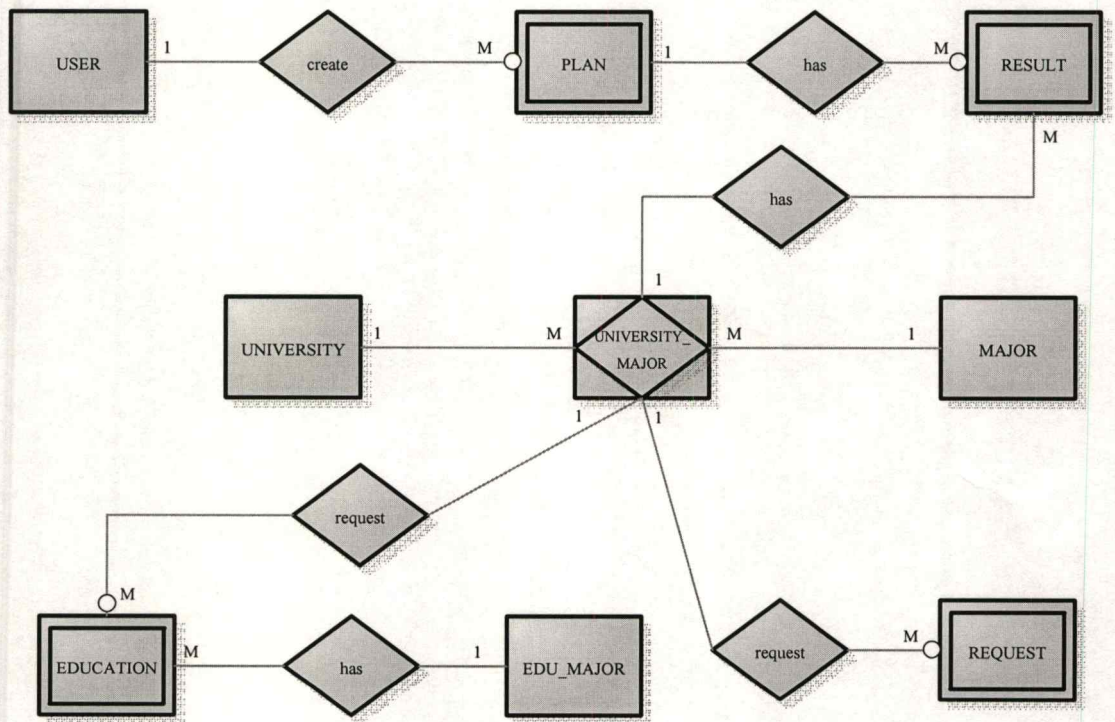 USER
1
create
M
PLAN
1
has
M
RESULT
M
has
1
UNIVERSITY
1
M
UNIVERSITY_
MAJOR
M
1
MAJOR
1
1
request
M
EDUCATION
M
has
1
EDU_MAJOR
request
M
REQUEST